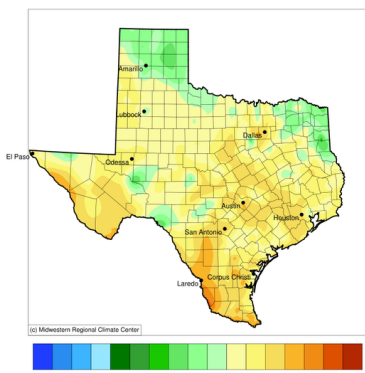 Amarillo
Lubbock
Dallas
El Paso
Odessa
Austin
Houston
San Antonio
Laredo
Corpus Christi
(c) Midwestern Regional Climate Center